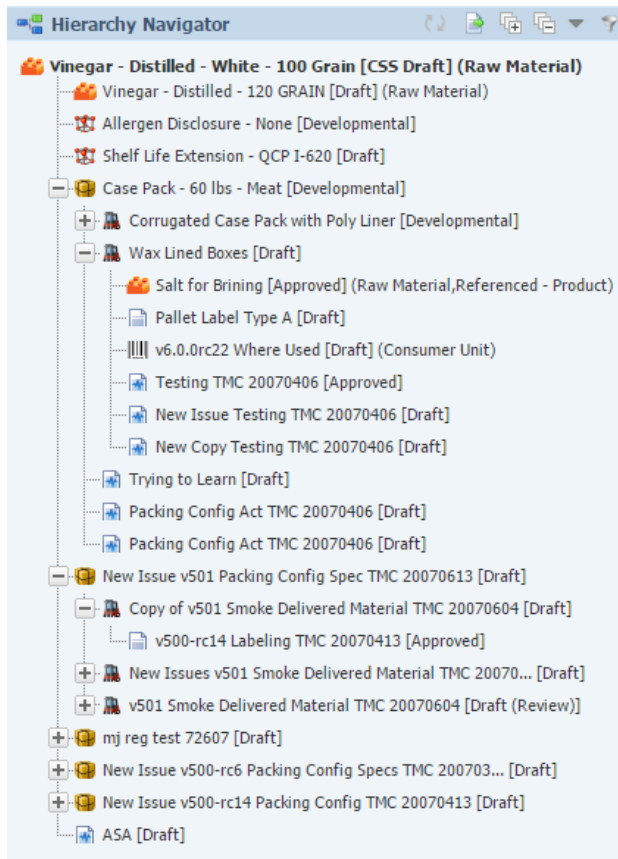 Hierarchy Navigator
Vinegar - Distilled - White - 100 Grain [CSS Draft] (Raw Material)
Vinegar - Distilled - 120 GRAIN [Draft] (Raw Material)
Allergen Disclosure - None [Developmental]
Shelf Life Extension - QCP I-620 [Draft]
Case Pack - 60 lbs - Meat [Developmental]
Corrugated Case Pack with Poly Liner [Developmental]
Wax Lined Boxes [Draft]
Salt for Brining [Approved] (Raw Material,Referenced - Product)
Pallet Label Type A [Draft]
v6.0.0rc22 Where Used [Draft] (Consumer Unit)
Testing TMC 20070406 [Approved]
New Issue Testing TMC 20070406 [Draft]
New Copy Testing TMC 20070406 [Draft]
Trying to Learn [Draft]
Packing Config Act TMC 20070406 [Draft]
Packing Config Act TMC 20070406 [Draft]
New Issue v501 Packing Config Spec TMC 20070613 [Draft]
Copy of v501 Smoke Delivered Material TMC 20070604 [Draft]
v500-rc14 Labeling TMC 20070413 [Approved]
New Issues v501 Smoke Delivered Material TMC 20070... [Draft]
v501 Smoke Delivered Material TMC 20070604 [Draft (Review)]
mj reg test 72607 [Draft]
New Issue v500-rc6 Packing Config Specs TMC 200703... [Draft]
New Issue v500-rc14 Packing Config TMC 20070413 [Draft]
ASA [Draft]